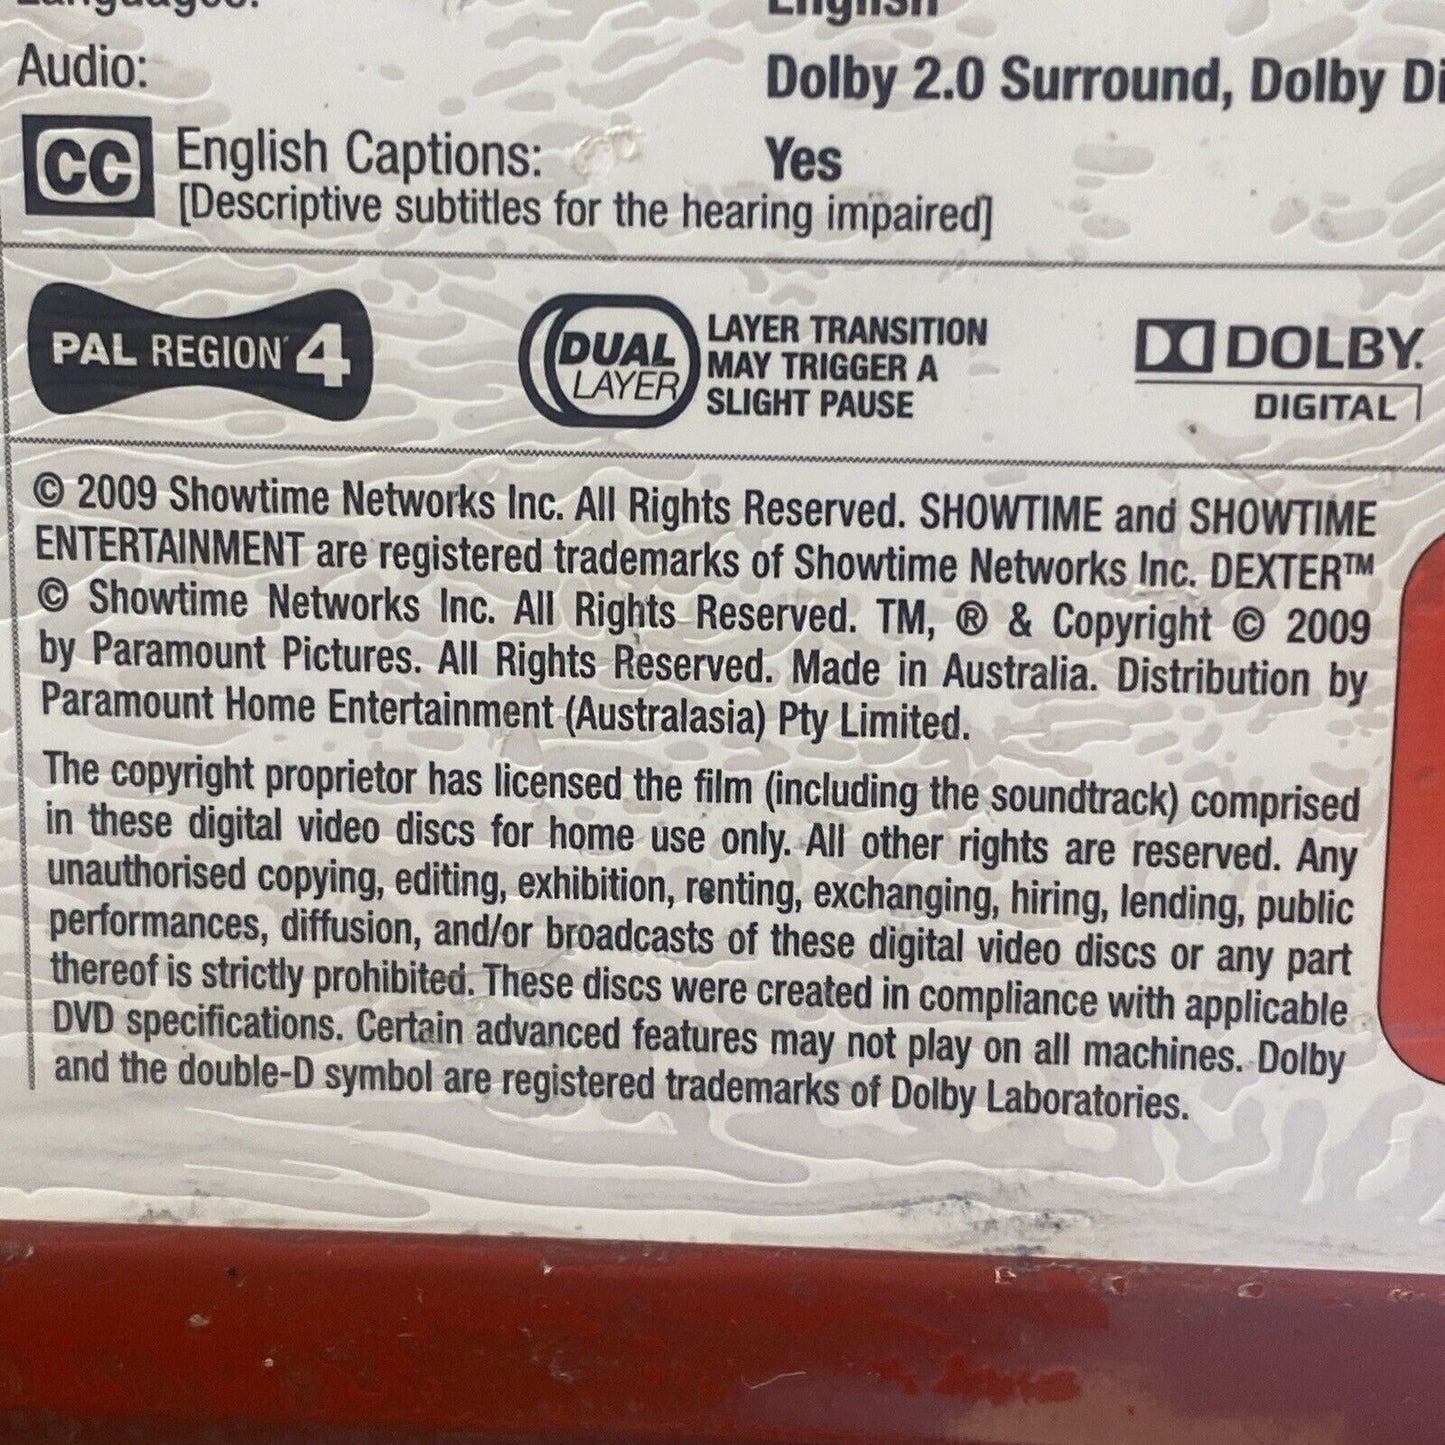 Languages: English
Audio: Dolby 2.0 Surround, Dolby Di
CC English Captions: Yes
[Descriptive subtitles for the hearing impaired]
PAL REGION 4
DUAL LAYER
LAYER TRANSITION
MAY TRIGGER A
SLIGHT PAUSE
DOLBY
DIGITAL
© 2009 Showtime Networks Inc. All Rights Reserved. SHOWTIME and SHOWTIME
ENTERTAINMENT are registered trademarks of Showtime Networks Inc. DEXTER™
© Showtime Networks Inc. All Rights Reserved. TM, ® & Copyright © 2009
by Paramount Pictures. All Rights Reserved. Made in Australia. Distribution by
Paramount Home Entertainment (Australasia) Pty Limited.
The copyright proprietor has licensed the film (including the soundtrack) comprised
in these digital video discs for home use only. All other rights are reserved. Any
unauthorised copying, editing, exhibition, renting, exchanging, hiring, lending, public
performances, diffusion, and/or broadcasts of these digital video discs or any part
thereof is strictly prohibited. These discs were created in compliance with applicable
DVD specifications. Certain advanced features may not play on all machines. Dolby
and the double-D symbol are registered trademarks of Dolby Laboratories.